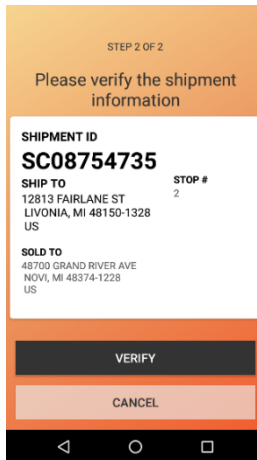 STEP 2 OF 2
Please verify the shipment
information
SHIPMENT ID
SC08754735
SHIP TO
STOP #
12813 FAIRLANE ST
2
LIVONIA, MI 48150-1328
US
SOLD TO
48700 GRAND RIVER AVE
NOVI, MI 48374-1228
US
VERIFY
CANCEL